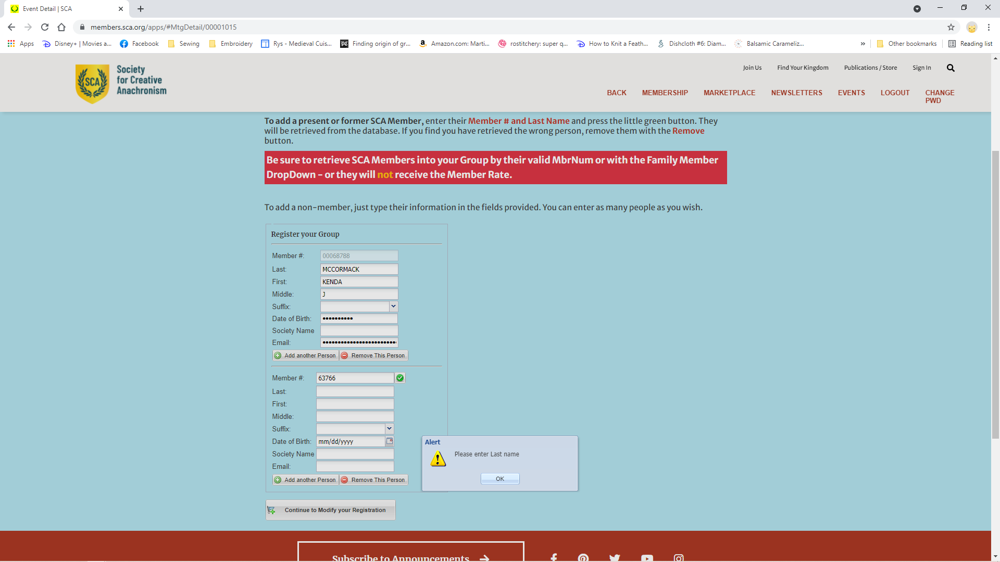 Event Detail | SCA
members.sca.org/apps/#MtgDetail/00001015
Apps Disney+ | Movies a... Facebook Sewing Embroidery Rys - Medieval Cuis... Finding origin of gr... Amazon.com: Marti... rostitchery: super q... How to Knit a Feath... Dishcloth #6: Diam... Balsamic Carameliz... » Other bookmarks Reading list
SCA
Society
for Creative
Anachronism
Join Us Find Your Kingdom Publications / Store Sign In
BACK MEMBERSHIP MARKETPLACE NEWSLETTERS EVENTS LOGOUT CHANGE
PWD
To add a present or former SCA Member, enter their Member # and Last Name and press the little green button. They
will be retrieved from the database. If you find you have retrieved the wrong person, remove them with the Remove
button.
Be sure to retrieve SCA Members into your Group by their valid MbrNum or with the Family Member
DropDown - or they will not receive the Member Rate.
To add a non-member, just type their information in the fields provided. You can enter as many people as you wish.
Register your Group
Member #: 00068788
Last: MCCORMACK
First: KENDA
Middle: J
Suffix:
Date of Birth: ••••••••••
Society Name
Email: ••••••••••••••••••••••••
Add another Person Remove This Person
Member #: 63766
Last:
First:
Middle:
Suffix:
Date of Birth: mm/dd/yyyy
Society Name
Email:
Add another Person Remove This Person
Alert
Please enter Last name
OK
Continue to Modify your Registration
Subscribe to Announcements